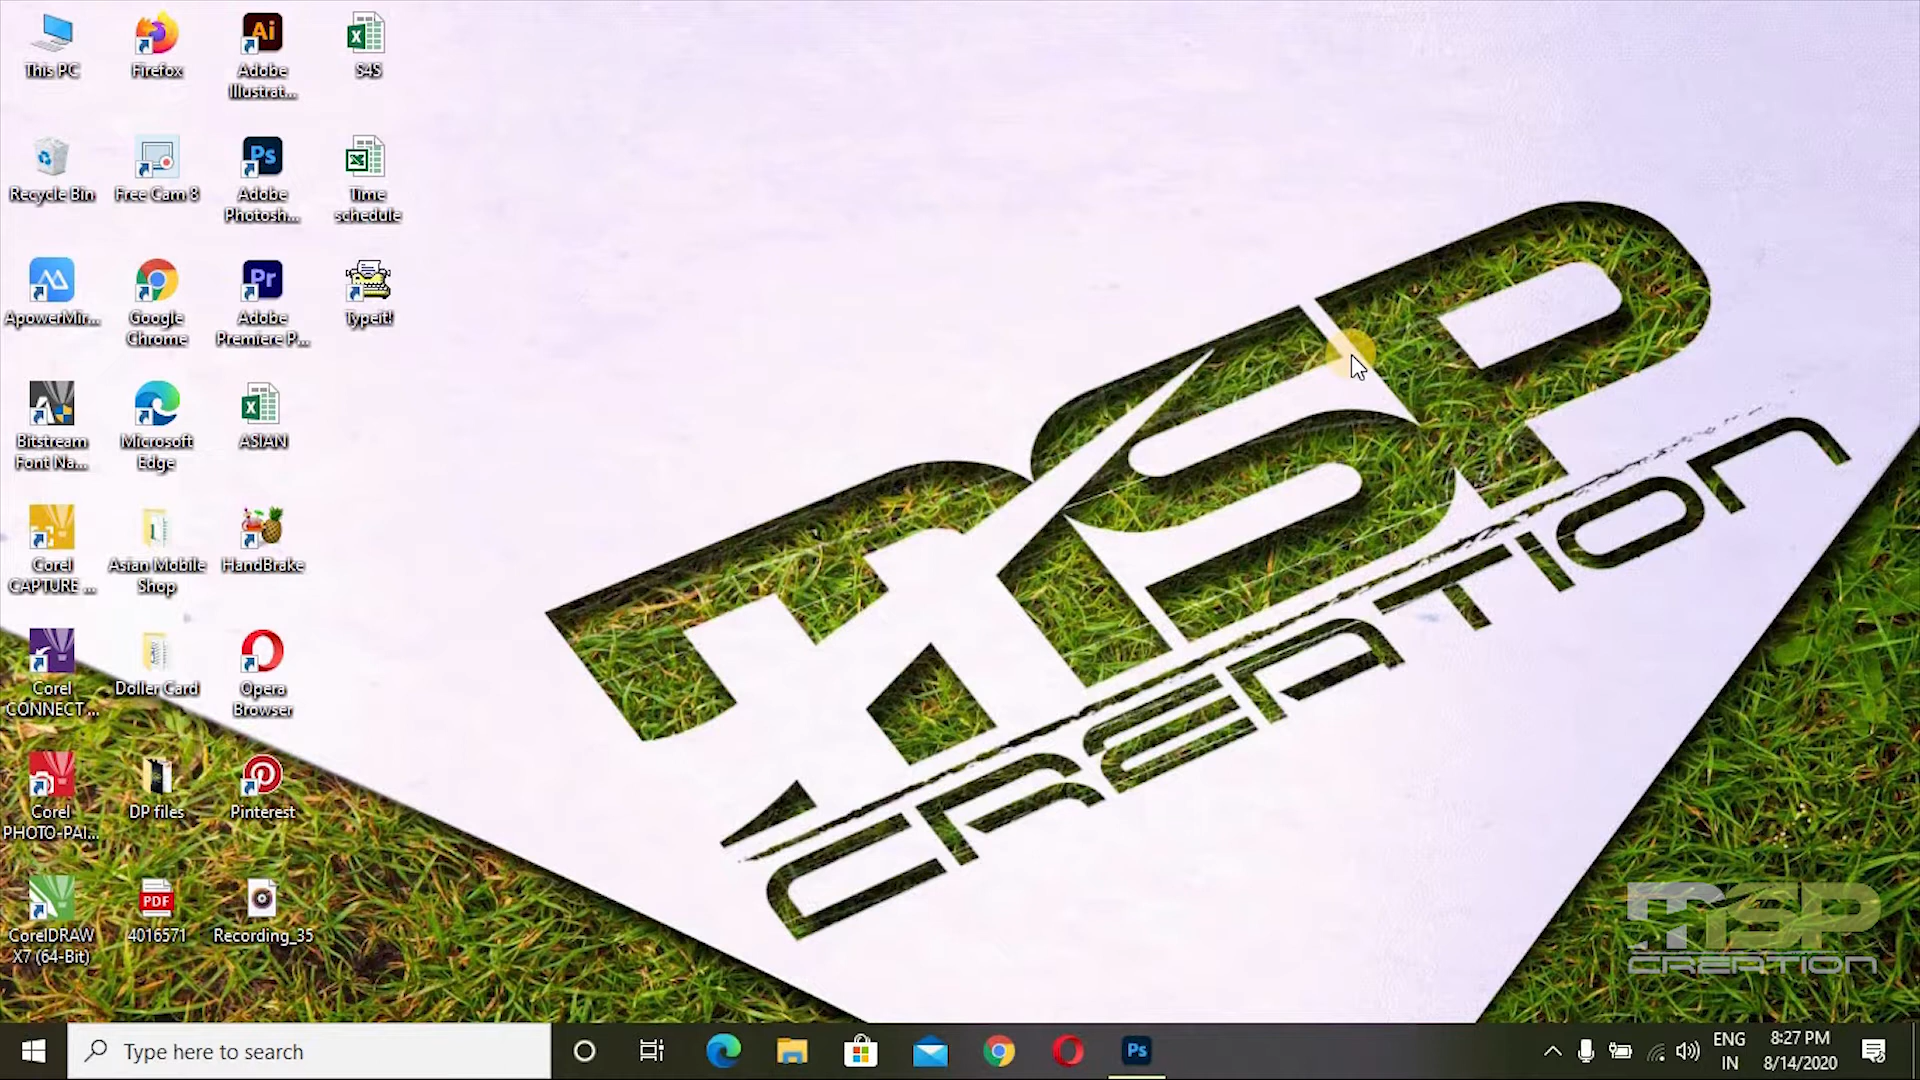 This PC
Firefox
Adobe
Illustrat...
S4S
Recycle Bin
Free Cam 8
Adobe
Photosh...
Time
schedule
ApowerMir...
Google
Chrome
Adobe
Premiere P...
Typeit!
Bitstream
Font Na...
Microsoft
Edge
ASIAN
Corel
CAPTURE ...
Asian Mobile
Shop
HandBrake
Corel
CONNECT ...
Doller Card
Opera
Browser
Corel
PHOTO-PAI...
DP files
Pinterest
CorelDRAW
X7 (64-Bit)
PDF
4016571
Recording_35
MSP
CREATION
MSP
CREATION
Type here to search
ENG
IN
8:27 PM
8/14/2020